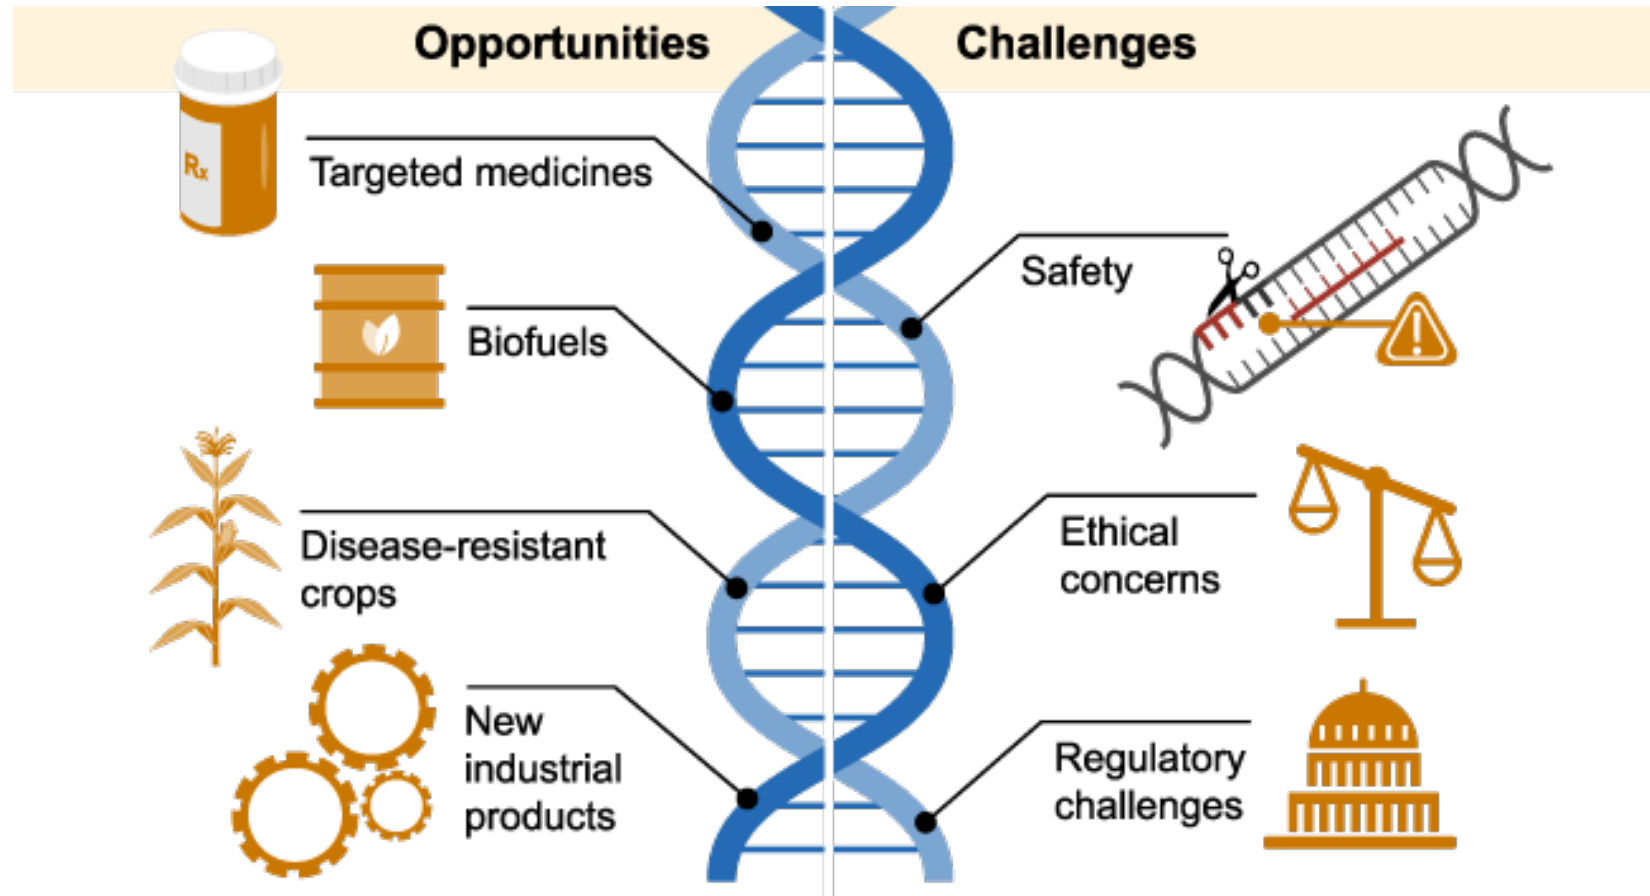 Opportunities
Challenges
Rx
Targeted medicines
Safety
Biofuels
Disease-resistant
crops
Ethical
concerns
New
industrial
products
Regulatory
challenges